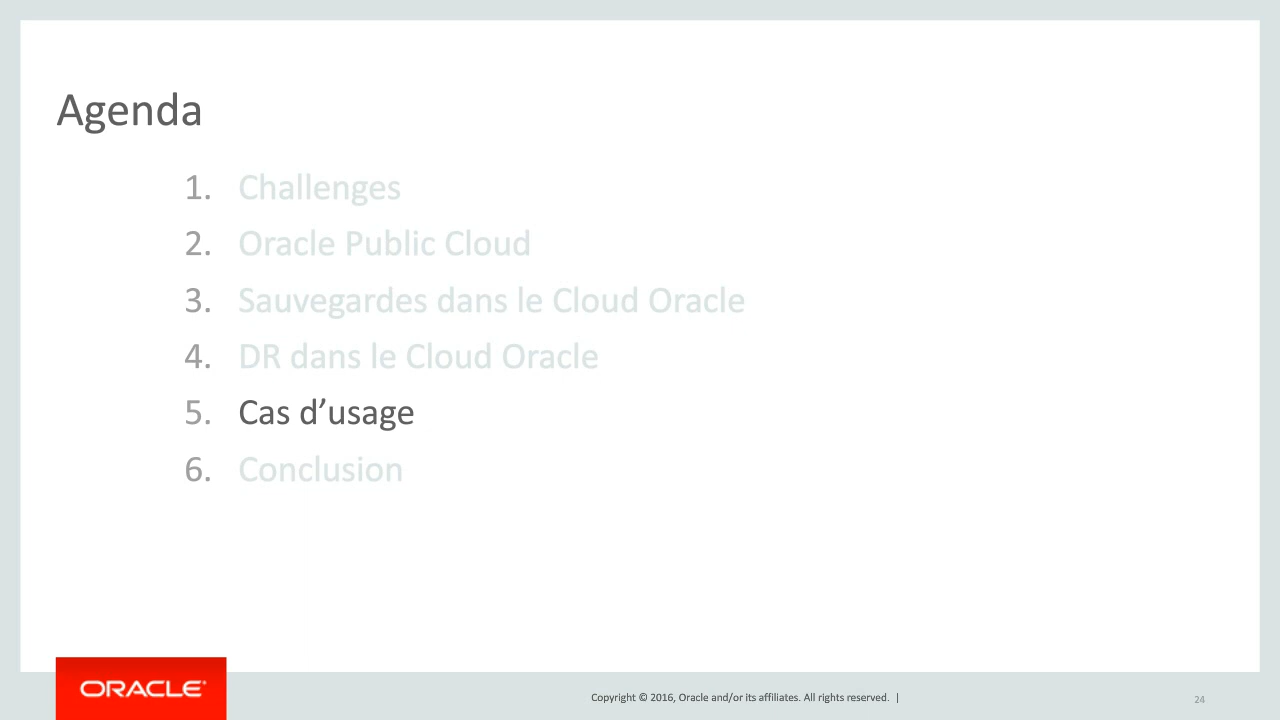 Agenda
1. Challenges
2. Oracle Public Cloud
3. Sauvegardes dans le Cloud Oracle
4. DR dans le Cloud Oracle
5. Cas d’usage
6. Conclusion
ORACLE®
Copyright © 2016, Oracle and/or its affiliates. All rights reserved. |
24